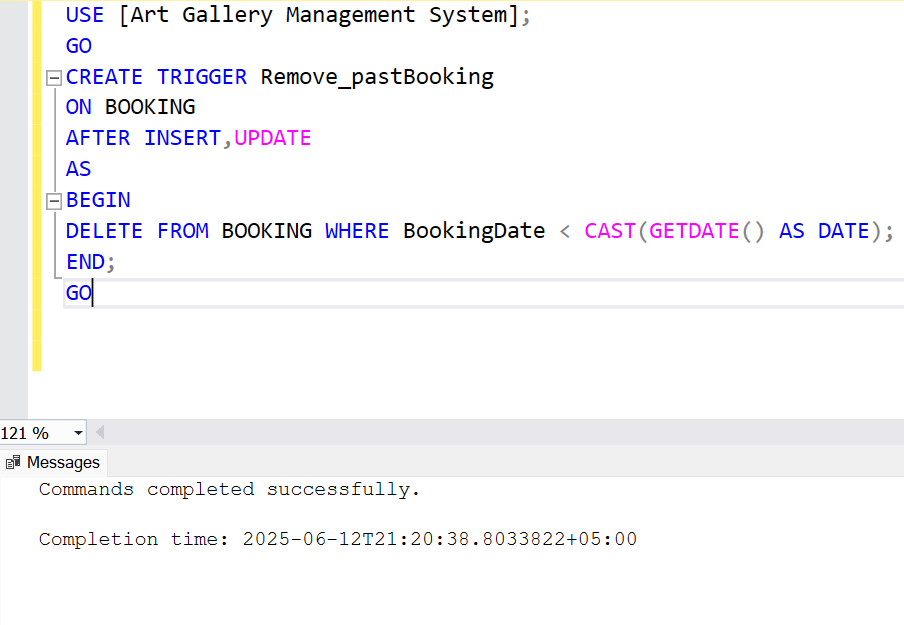 USE [Art Gallery Management System];
GO
CREATE TRIGGER Remove_pastBooking
ON BOOKING
AFTER INSERT,UPDATE
AS
BEGIN
DELETE FROM BOOKING WHERE BookingDate < CAST(GETDATE() AS DATE);
END;
GO
121 %
Messages
Commands completed successfully.
Completion time: 2025-06-12T21:20:38.8033822+05:00